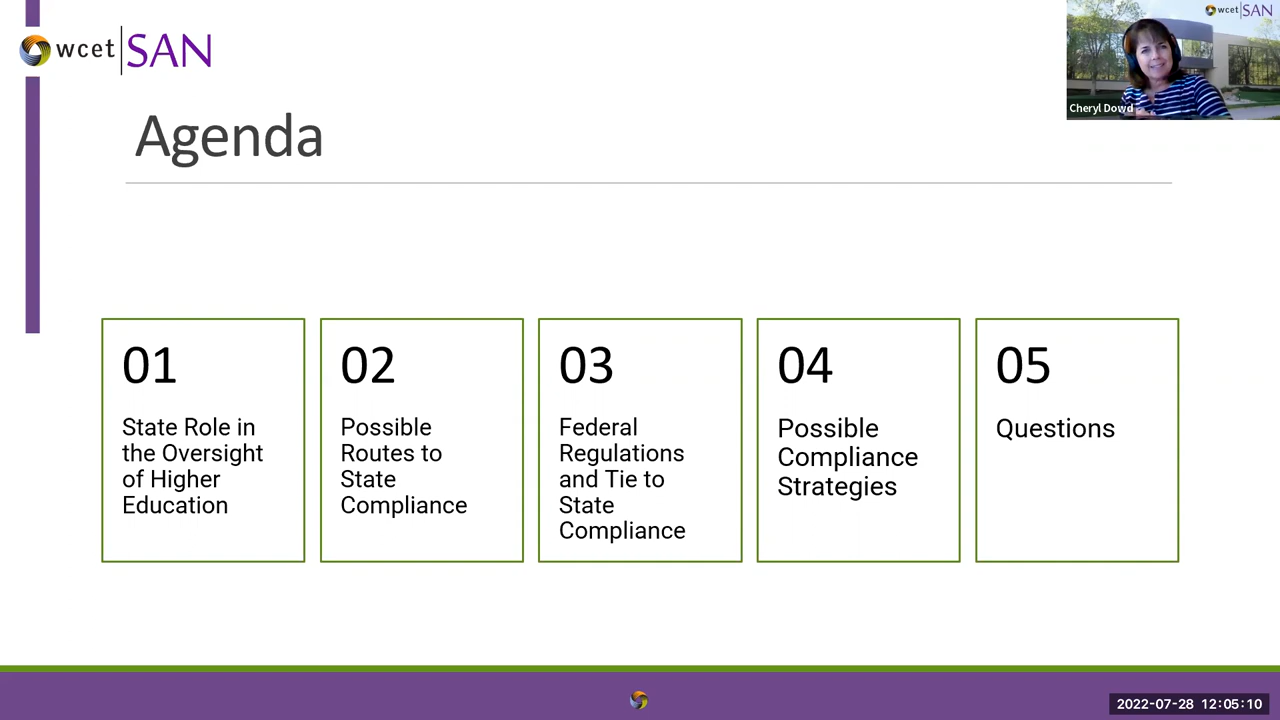 wcet SAN
wcet SAN
Cheryl Dowd
Agenda
01
State Role in
the Oversight
of Higher
Education
02
Possible
Routes to
State
Compliance
03
Federal
Regulations
and Tie to
State
Compliance
04
Possible
Compliance
Strategies
05
Questions
2022-07-28 12:05:10